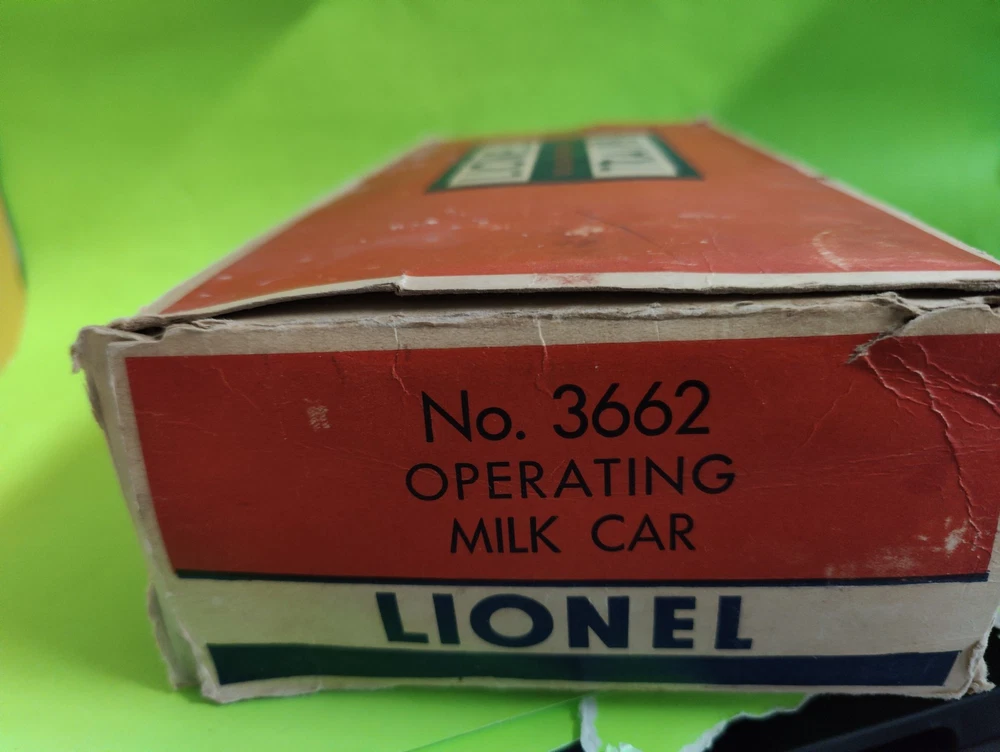 No. 3662
OPERATING
MILK CAR
LIONEL